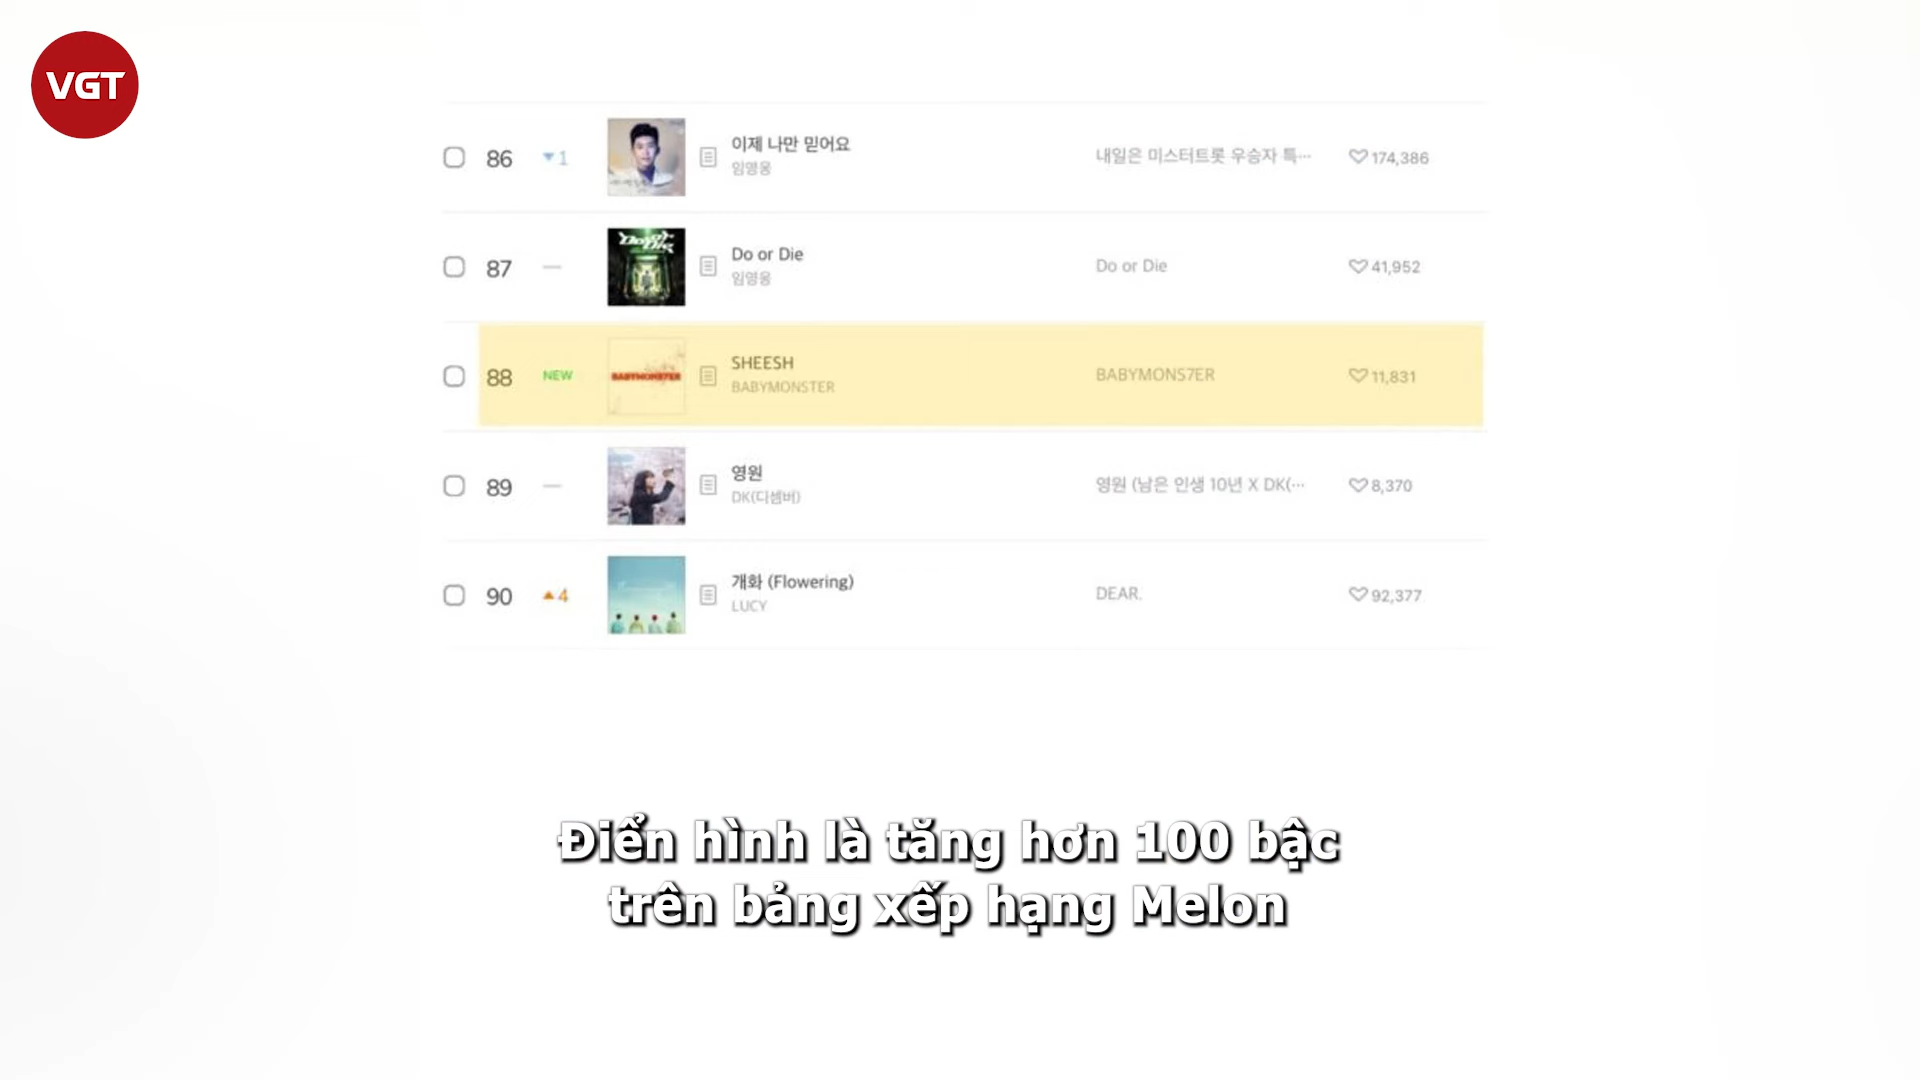 VGT
86 ▼1 이제 나만 믿어요 내일은 미스터트롯 우승자 특… 174,386
임영웅
87 — Do or Die Do or Die 41,952
임영웅
88 NEW SHEESH BABYMONS7ER 11,831
BABYMONSTER
89 — 영원 영원 (남은 인생 10년 X DK(… 8,370
DK(디셈버)
90 ▲4 개화 (Flowering) DEAR. 92,377
LUCY
Do or Die
BABYMONS7ER
Điển hình là tăng hơn 100 bậc
trên bảng xếp hạng Melon